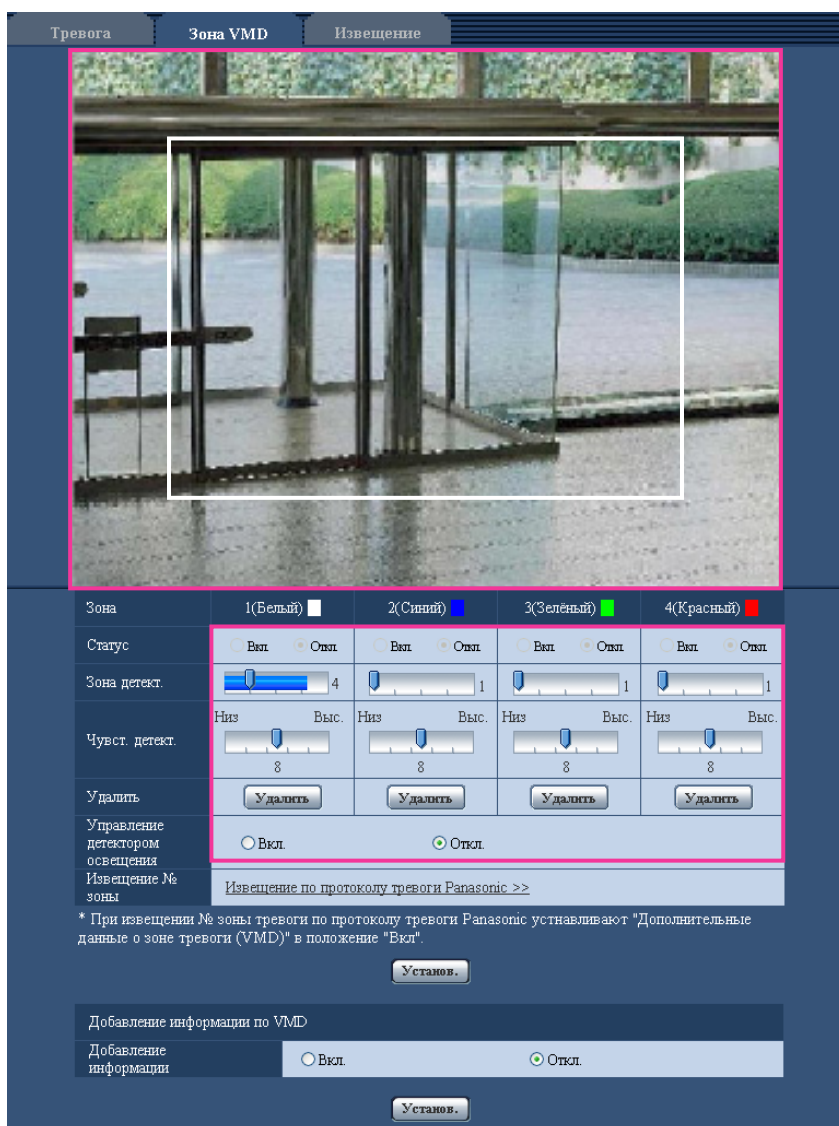 Тревога Зона VMD Извещение
Зона 1(Белый) 2(Синий) 3(Зелёный) 4(Красный)
Статус Вкл Откл Вкл Откл Вкл Откл Вкл Откл
Зона детект. 4 1 1 1
Низ Выс. Низ Выс. Низ Выс. Низ Выс.
Чувст. детект.
8 8 8 8
Удалить Удалить Удалить Удалить Удалить
Управление
детектором
освещения
Вкл. Откл.
Извещение №
зоны
Извещение по протоколу тревоги Panasonic >>
* При извещении № зоны тревоги по протоколу тревоги Panasonic устнавливают "Дополнительные
данные о зоне тревоги (VMD)" в положение "Вкл".
Установ.
Добавление информации по VMD
Добавление
информации
Вкл. Откл.
Установ.